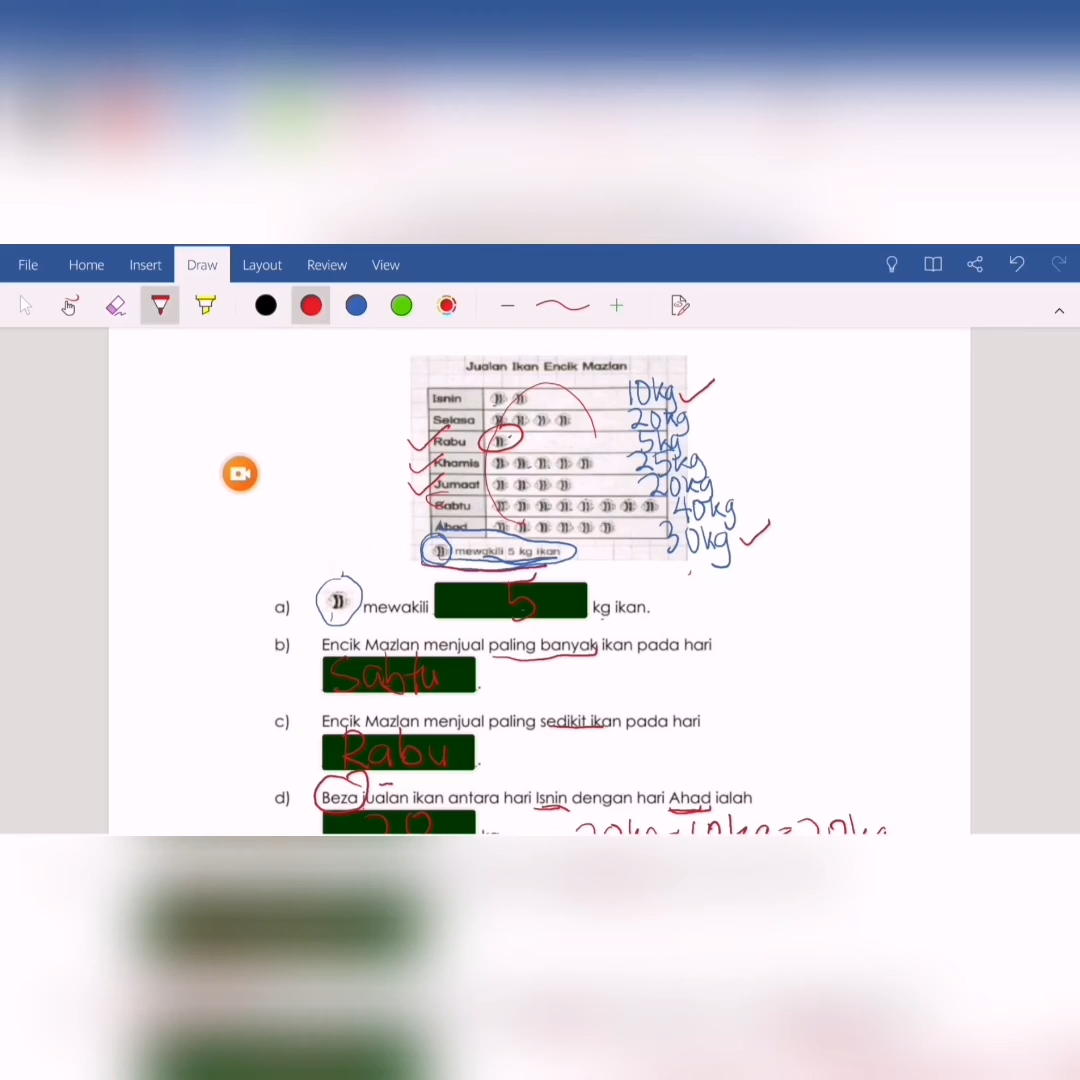 File Home Insert Draw Layout Review View
Jualan Ikan Encik Mazlan
Isnin 10kg
Selasa 20kg
Rabu 5kg
Khamis 25kg
Jumaat 20kg
Sabtu 40kg
Ahad 30kg
mewakili 5 kg ikan
a) mewakili 5 kg ikan.
b) Encik Mazlan menjual paling banyak ikan pada hari
Sabtu.
c) Encik Mazlan menjual paling sedikit ikan pada hari
Rabu.
d) Beza jualan ikan antara hari Isnin dengan hari Ahad ialah
20